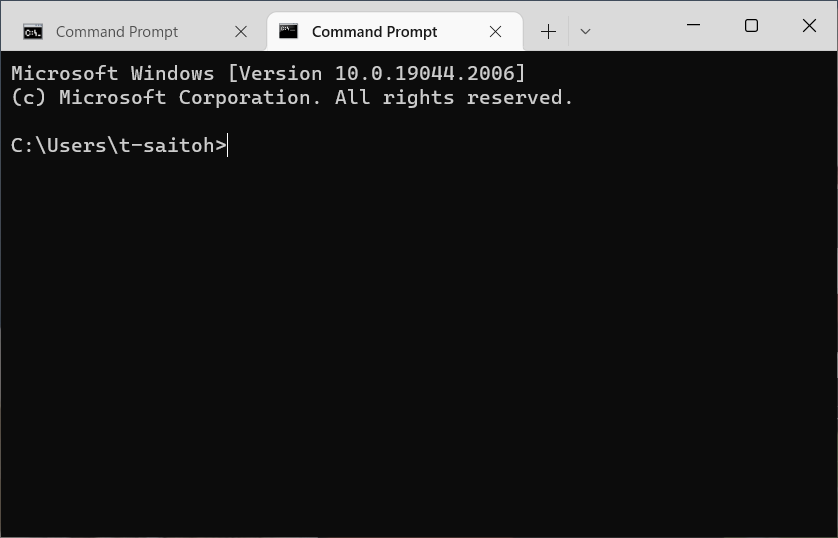 Command Prompt
Command Prompt
Microsoft Windows [Version 10.0.19044.2006]
(c) Microsoft Corporation. All rights reserved.
C:\Users\t-saitoh>